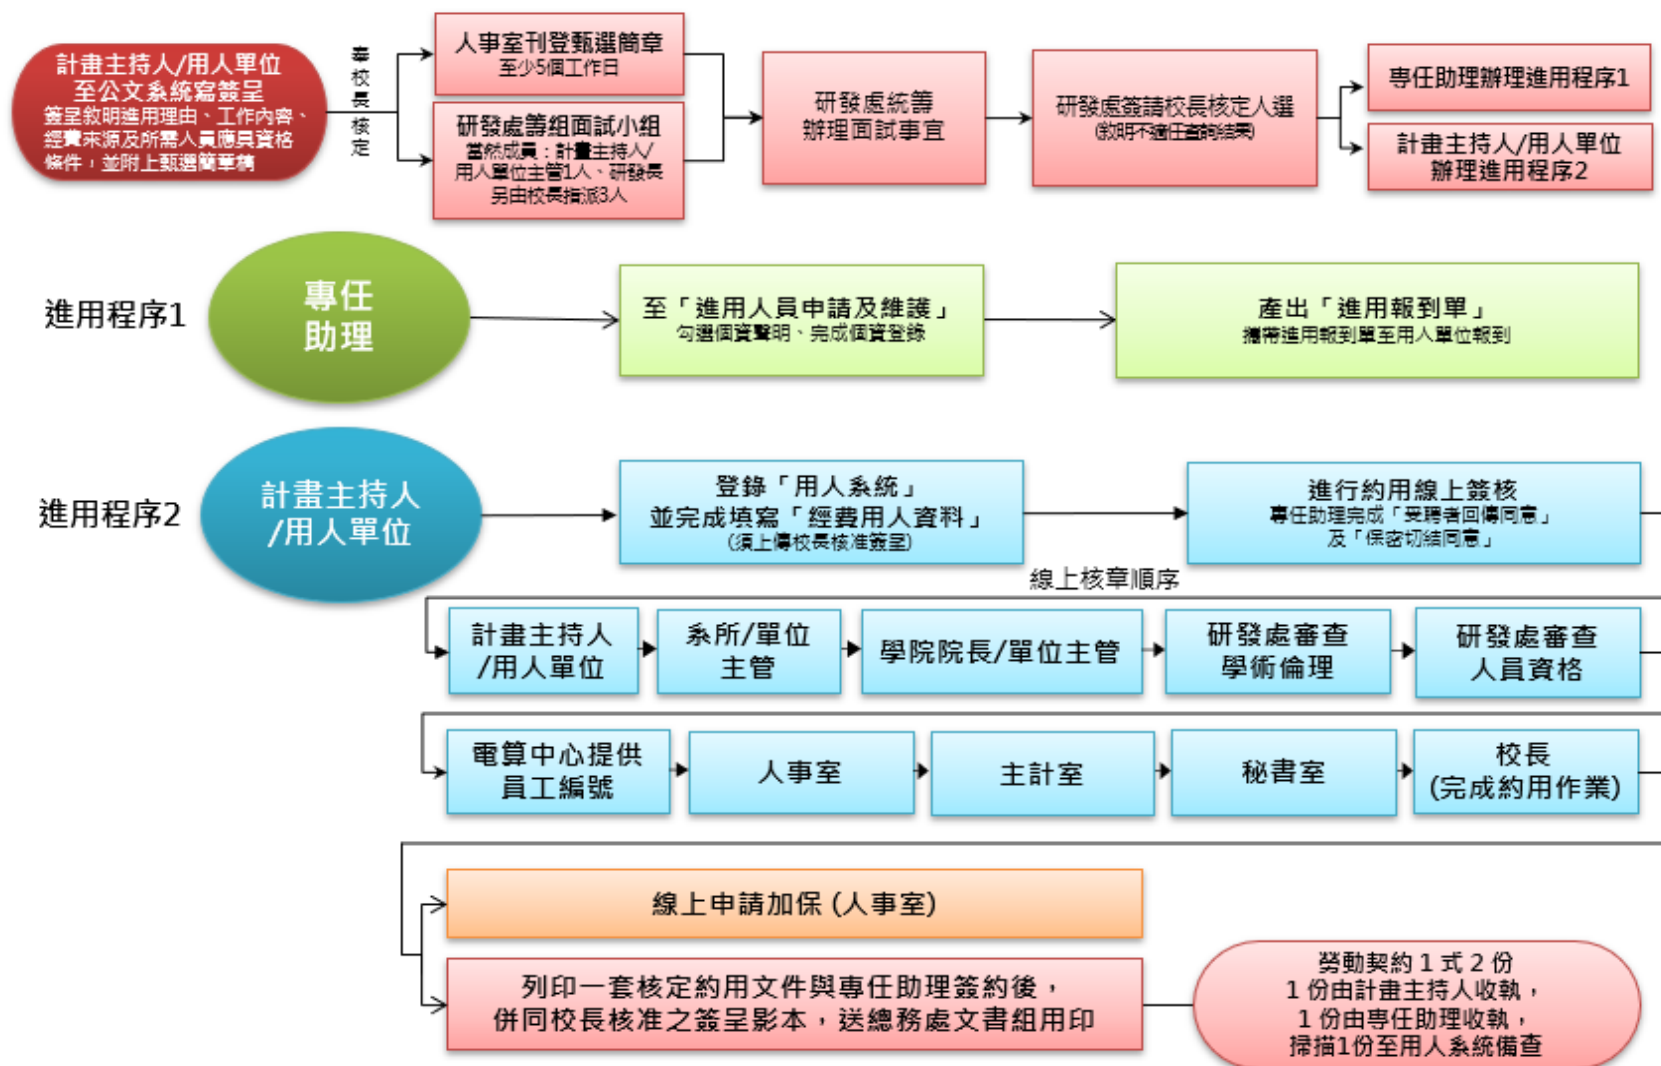 計畫主持人/用人單位
至公文系統寫簽呈
簽呈敘明進用理由、工作內容、
經費來源及所需人員應具資格
條件，並附上甄選簡章稿
奉校長核定
人事室刊登甄選簡章
至少5個工作日
研發處籌組面試小組
當然成員：計畫主持人/
用人單位主管1人、研發長
另由校長指派3人
研發處統籌
辦理面試事宜
研發處簽請校長核定人選
(敘明不適任查詢結果)
專任助理辦理進用程序1
計畫主持人/用人單位
辦理進用程序2
進用程序1
專任
助理
至「進用人員申請及維護」
勾選個資聲明、完成個資登錄
產出「進用報到單」
攜帶進用報到單至用人單位報到
進用程序2
計畫主持人
/用人單位
登錄「用人系統」
並完成填寫「經費用人資料」
(須上傳校長核准簽呈)
進行約用線上簽核
專任助理完成「受聘者回傳同意」
及「保密切結同意」
線上核章順序
計畫主持人
/用人單位
系所/單位
主管
學院院長/單位主管
研發處審查
學術倫理
研發處審查
人員資格
電算中心提供
員工編號
人事室
主計室
秘書室
校長
(完成約用作業)
線上申請加保 (人事室)
列印一套核定約用文件與專任助理簽約後，
併同校長核准之簽呈影本，送總務處文書組用印
勞動契約 1 式 2 份
1 份由計畫主持人收執，
1 份由專任助理收執，
掃描1份至用人系統備查